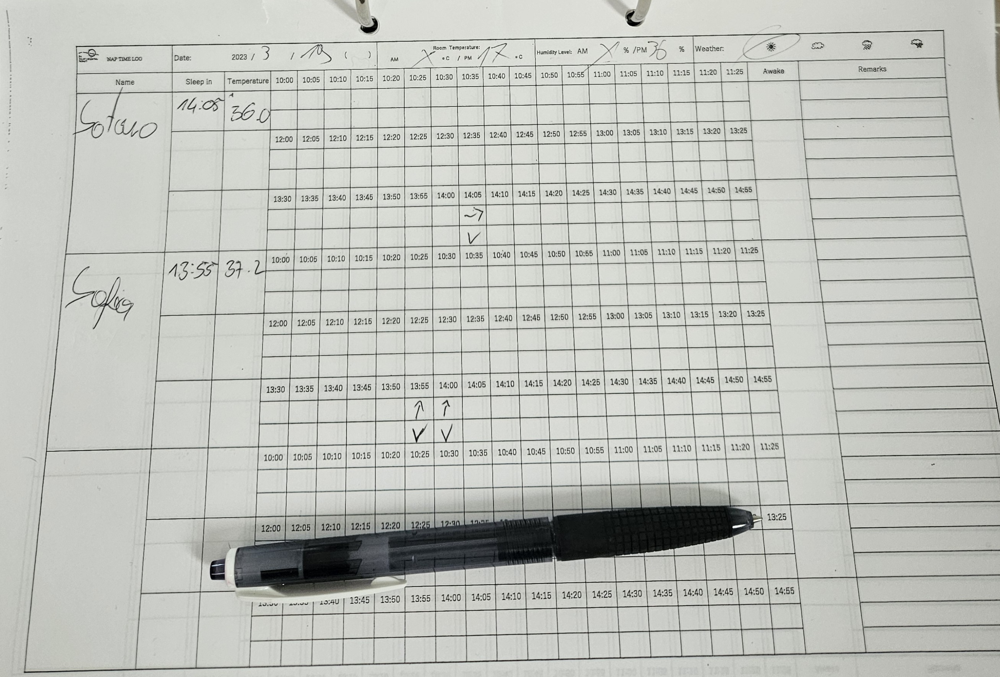 NAP TIME LOG Date: 2023 / 3 / 19 ( ) Room Temperature: AM X °C / PM 17 °C Humidity Level: AM X % /PM 36 % Weather:
Name Sleep in Temperature 10:00 10:05 10:10 10:15 10:20 10:25 10:30 10:35 10:40 10:45 10:50 10:55 11:00 11:05 11:10 11:15 11:20 11:25 Awake Remarks
Sotaro 14:05 36.0
12:00 12:05 12:10 12:15 12:20 12:25 12:30 12:35 12:40 12:45 12:50 12:55 13:00 13:05 13:10 13:15 13:20 13:25
13:30 13:35 13:40 13:45 13:50 13:55 14:00 14:05 14:10 14:15 14:20 14:25 14:30 14:35 14:40 14:45 14:50 14:55
→
✓
10:00 10:05 10:10 10:15 10:20 10:25 10:30 10:35 10:40 10:45 10:50 10:55 11:00 11:05 11:10 11:15 11:20 11:25
Sofia 13:55 37.2
12:00 12:05 12:10 12:15 12:20 12:25 12:30 12:35 12:40 12:45 12:50 12:55 13:00 13:05 13:10 13:15 13:20 13:25
13:30 13:35 13:40 13:45 13:50 13:55 14:00 14:05 14:10 14:15 14:20 14:25 14:30 14:35 14:40 14:45 14:50 14:55
↑ ↑
✓ ✓
10:00 10:05 10:10 10:15 10:20 10:25 10:30 10:35 10:40 10:45 10:50 10:55 11:00 11:05 11:10 11:15 11:20 11:25
12:00 12:05 12:10 12:15 12:20 12:25 12:30 13:25
13:40 13:45 13:50 13:55 14:00 14:05 14:10 14:15 14:20 14:25 14:30 14:35 14:40 14:45 14:50 14:55